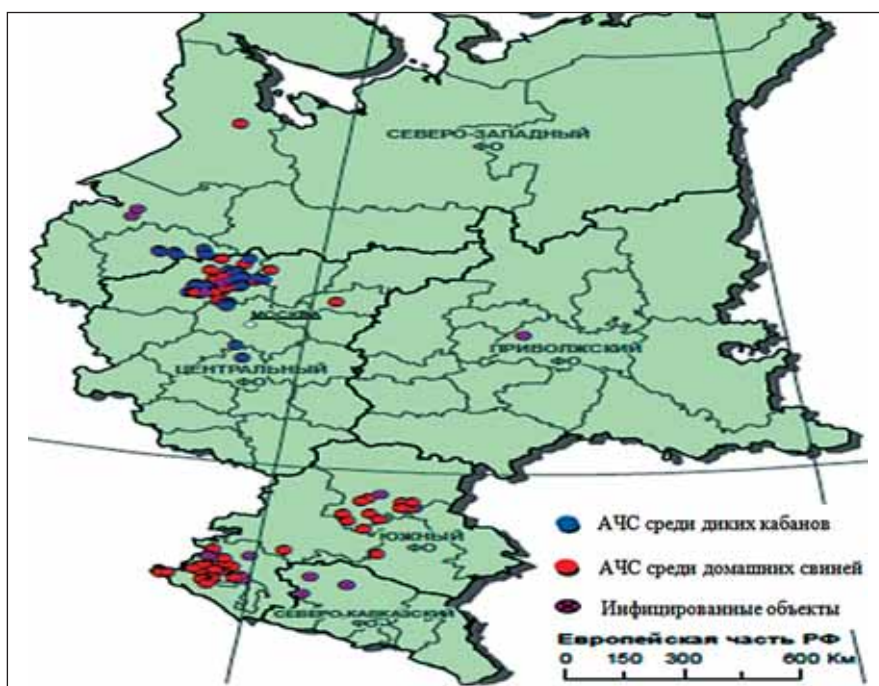 СЕВЕРО-ЗАПАДНЫЙ
ФО
МОСКВА
ПРИВОЛЖСКИЙ
ФО
ЦЕНТРАЛЬНЫЙ
ФО
ЮЖНЫЙ
ФО
СЕВЕРО-КАВКАЗСКИЙ
ФО
АЧС среди диких кабанов
АЧС среди домашних свиней
Инфицированные объекты
Европейская часть РФ
0 150 300 600 Км